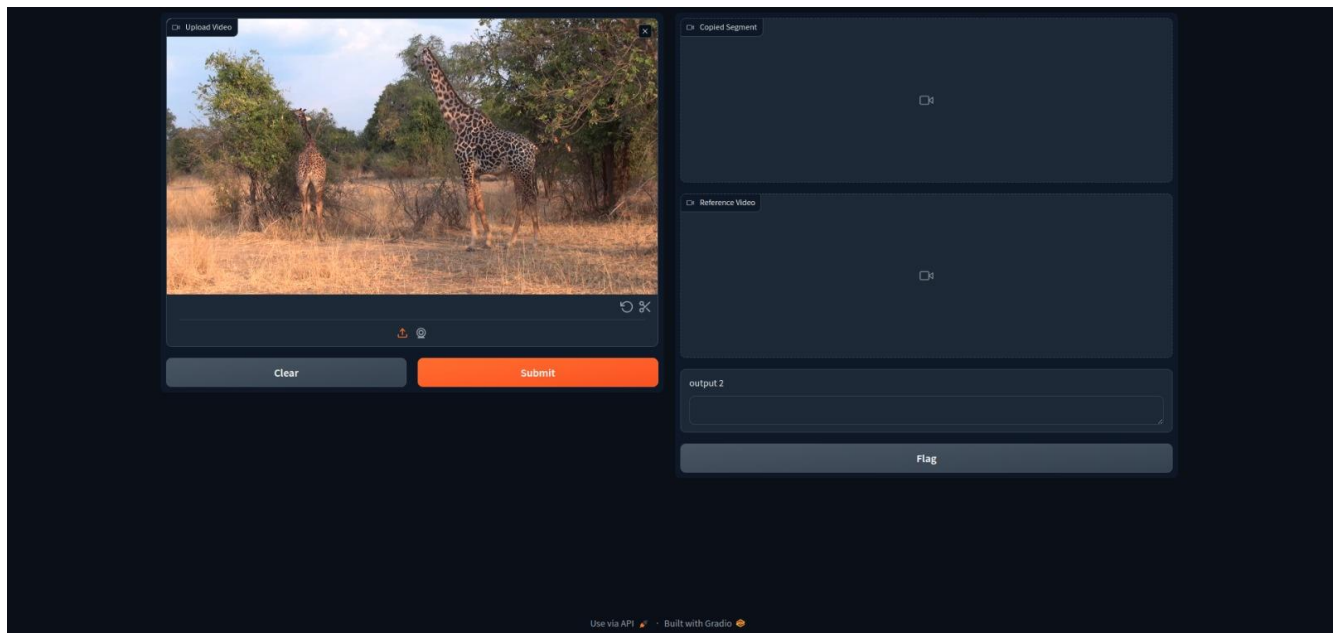 Upload Video
Copied Segment
Reference Video
Clear
Submit
output 2
Flag
Use via API · Built with Gradio